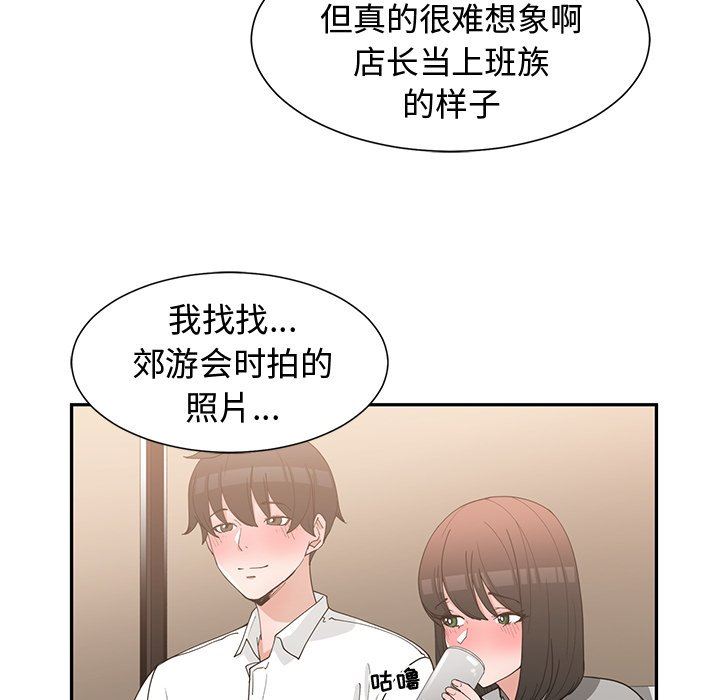 但真的很难想象啊
店长当上班族
的样子
我找找...
郊游会时拍的
照片...
咕噜